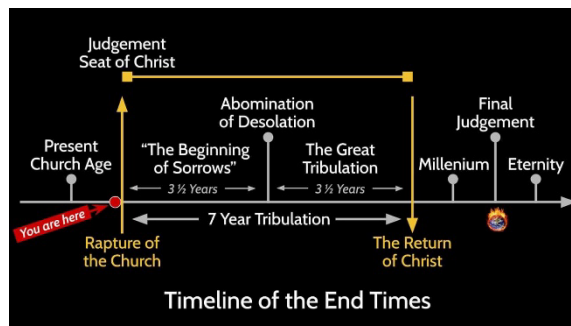 Judgement
Seat of Christ
Abomination
of Desolation
Final
Judgement
Present
Church Age
“The Beginning
of Sorrows”
The Great
Tribulation
Millenium
Eternity
3 ½ Years
3 ½ Years
You are here
7 Year Tribulation
Rapture of
the Church
The Return
of Christ
Timeline of the End Times